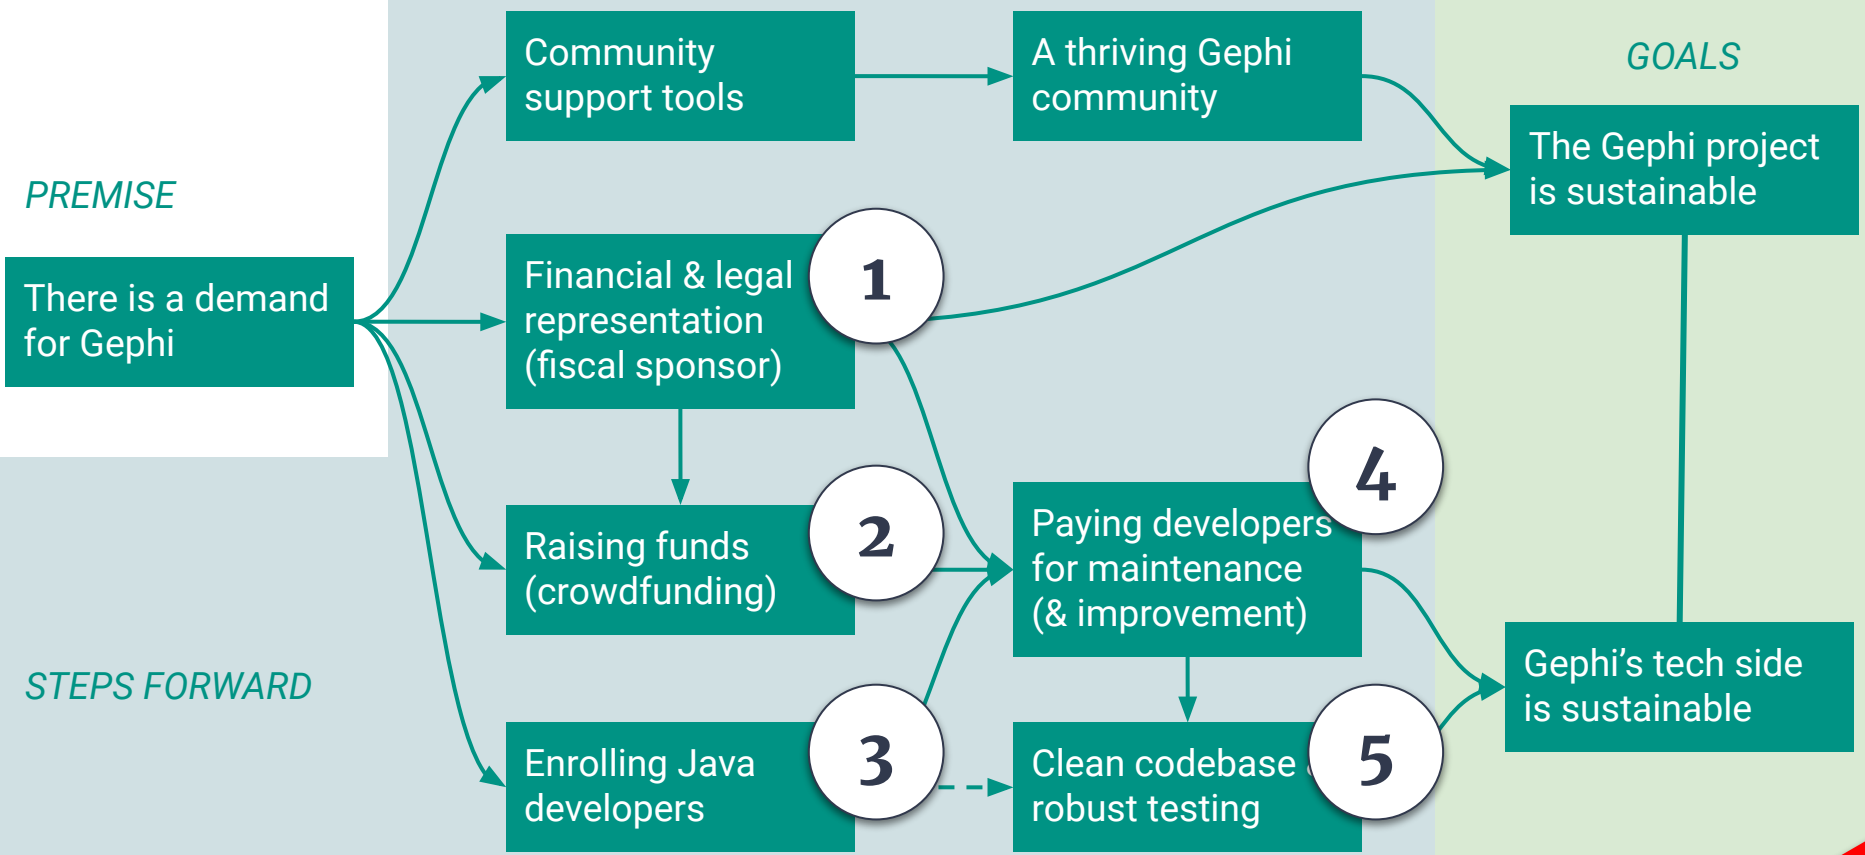 PREMISE
There is a demand
for Gephi
STEPS FORWARD
Community
support tools
A thriving Gephi
community
Financial & legal
representation
(fiscal sponsor)
1
Raising funds
(crowdfunding)
2
Enrolling Java
developers
3
Paying developers
for maintenance
(& improvement)
4
Clean codebase
robust testing
5
GOALS
The Gephi project
is sustainable
Gephi’s tech side
is sustainable